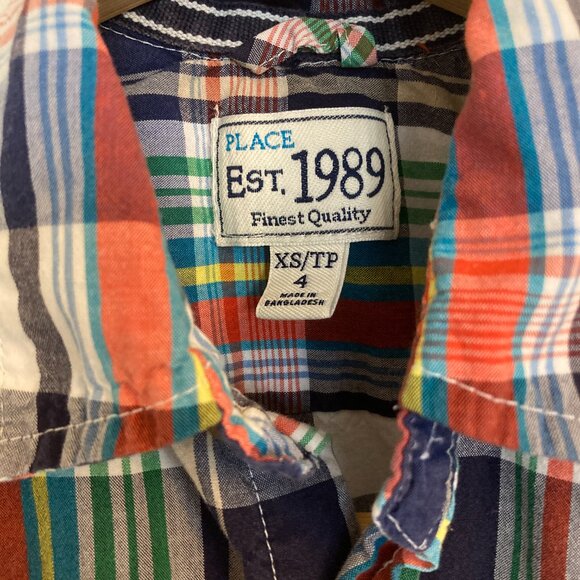 PLACE
EST. 1989
Finest Quality
XS/TP
4
MADE IN
BANGLADESH